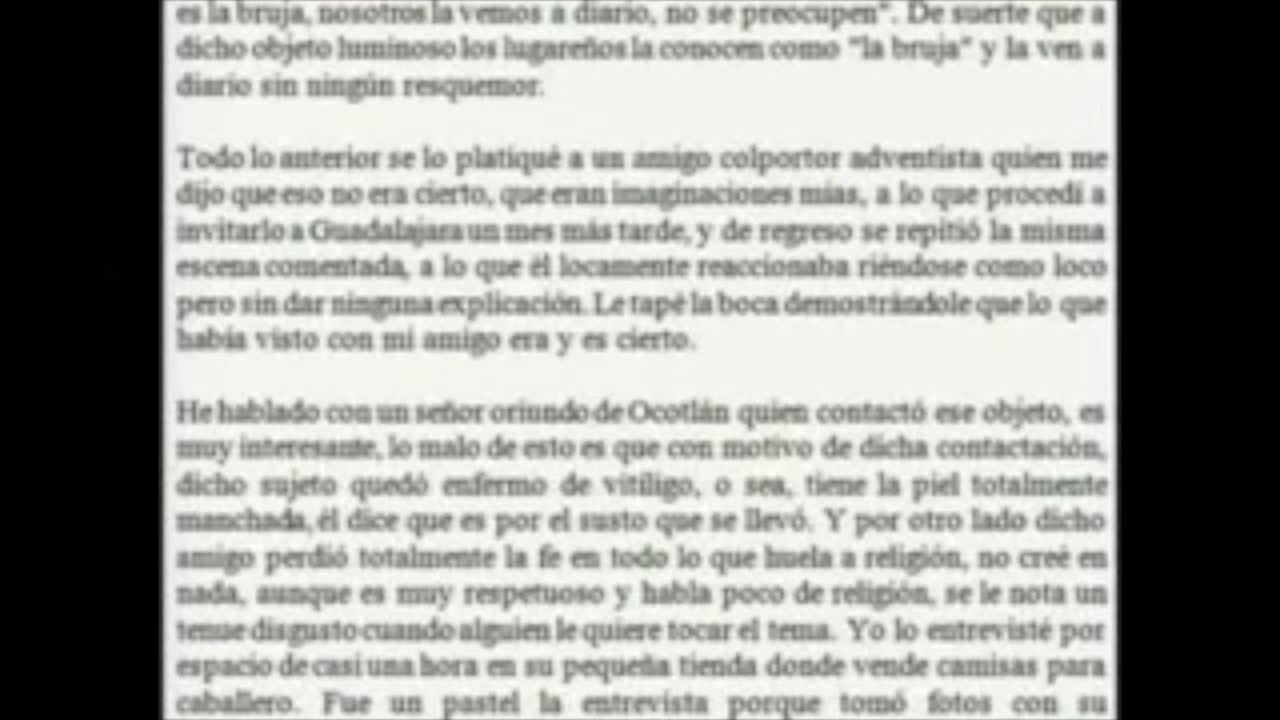 es la bruja, nosotros la vemos a diario, no se preocupen". De suerte que a
dicho objeto luminoso los lugareños la conocen como "la bruja" y la ven a
diario sin ningún resquemor.
Todo lo anterior se lo platiqué a un amigo colportor adventista quien me
dijo que eso no era cierto, que eran imaginaciones mias, a lo que procedí a
invitarlo a Guadalajara un mes más tarde, y de regreso se repitió la misma
escena comentada, a lo que él locamente reaccionaba riéndose como loco
pero sin dar ninguna explicación. Le tapé la boca demostrándole que lo que
había visto con mi amigo era y es cierto.
He hablado con un señor oriundo de Ocotlán quien contactó ese objeto, es
muy interesante, lo malo de esto es que con motivo de dicha contactación,
dicho sujeto quedó enfermo de vitiligo, o sea, tiene la piel totalmente
manchada, él dice que es por el susto que se llevó. Y por otro lado dicho
amigo perdió totalmente la fe en todo lo que huela a religión, no creé en
nada, aunque es muy respetuoso y habla poco de religión, se le nota un
tenue disgusto cuando alguien le quiere tocar el tema. Yo lo entrevisté por
espacio de casi una hora en su pequeña tienda donde vende camisas para
caballero. Fue un pastel la entrevista porque tomó fotos con su